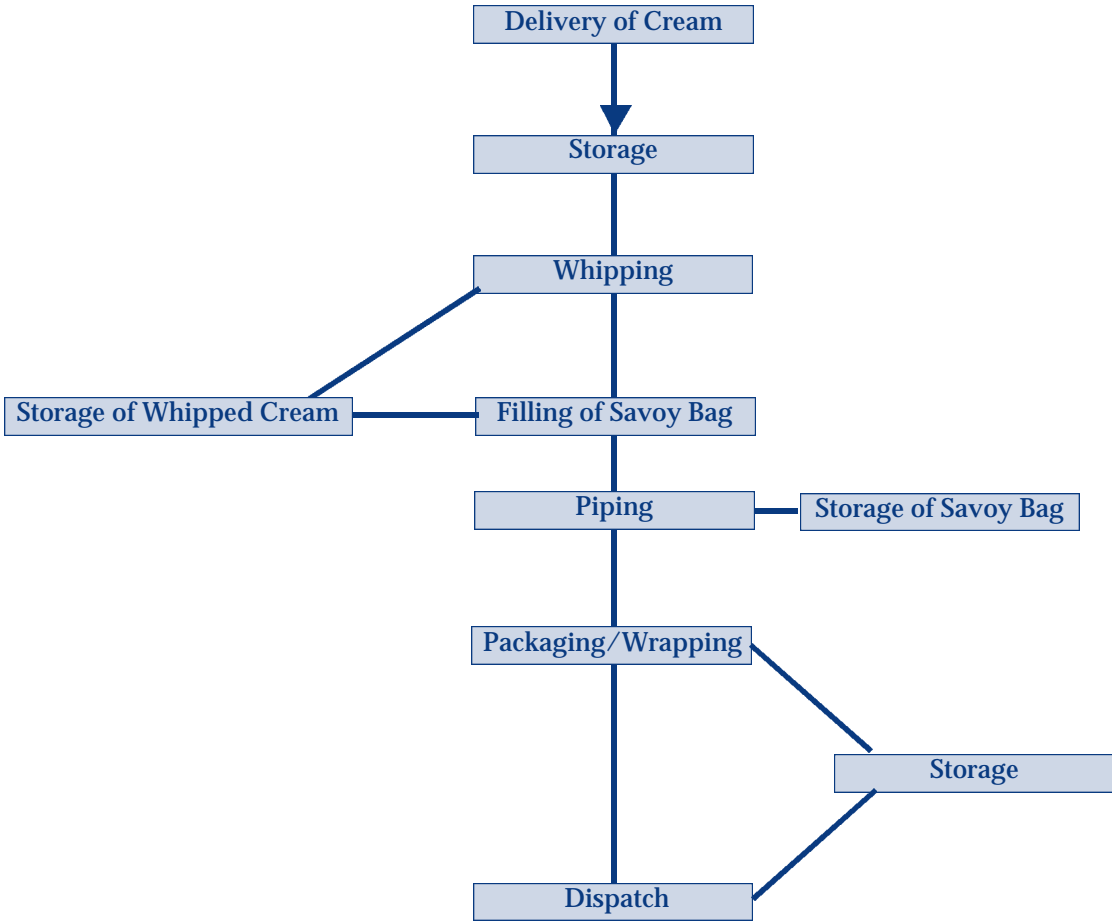 Delivery of Cream
Storage
Whipping
Storage of Whipped Cream
Filling of Savoy Bag
Piping
Storage of Savoy Bag
Packaging/Wrapping
Storage
Dispatch